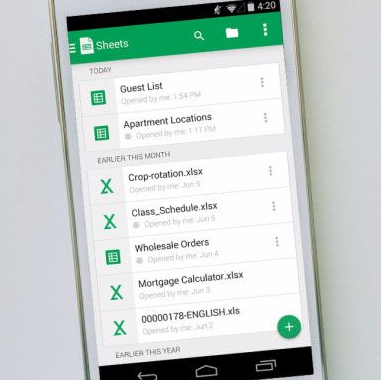 4:20
Sheets
TODAY
Guest List
Opened by me: 1:54 PM
Apartment Locations
Opened by me: 1:17 PM
EARLIER THIS MONTH
Crop-rotation.xlsx
Opened by me: Jun 5
Class_Schedule.xlsx
Opened by me: Jun 5
Wholesale Orders
Opened by me: Jun 4
Mortgage Calculator.xlsx
Opened by me: Jun 3
00000178-ENGLISH.xls
Opened by me: Jun 2
EARLIER THIS YEAR